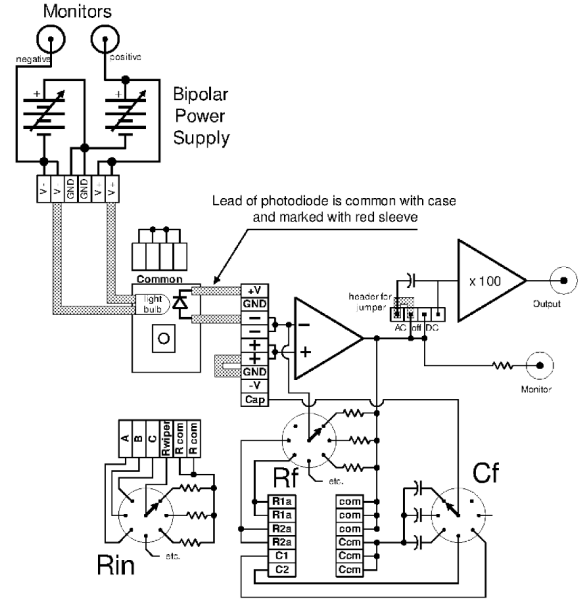 Monitors
negative
positive
+
+
Bipolar
Power
Supply
V -
V -
GND
GND
V +
V +
Lead of photodiode is common with case
and marked with red sleeve
Common
light
bulb
+V
GND
−
−
+
+
GND
-V
Cap
−
+
header for
jumper
AC
off
DC
x 100
Output
Monitor
A
B
C
Rwiper
R com
R com
etc.
Rin
Rf
etc.
R1a
R1a
R2a
R2a
C1
C2
com
com
com
Ccm
Ccm
Ccm
Cf